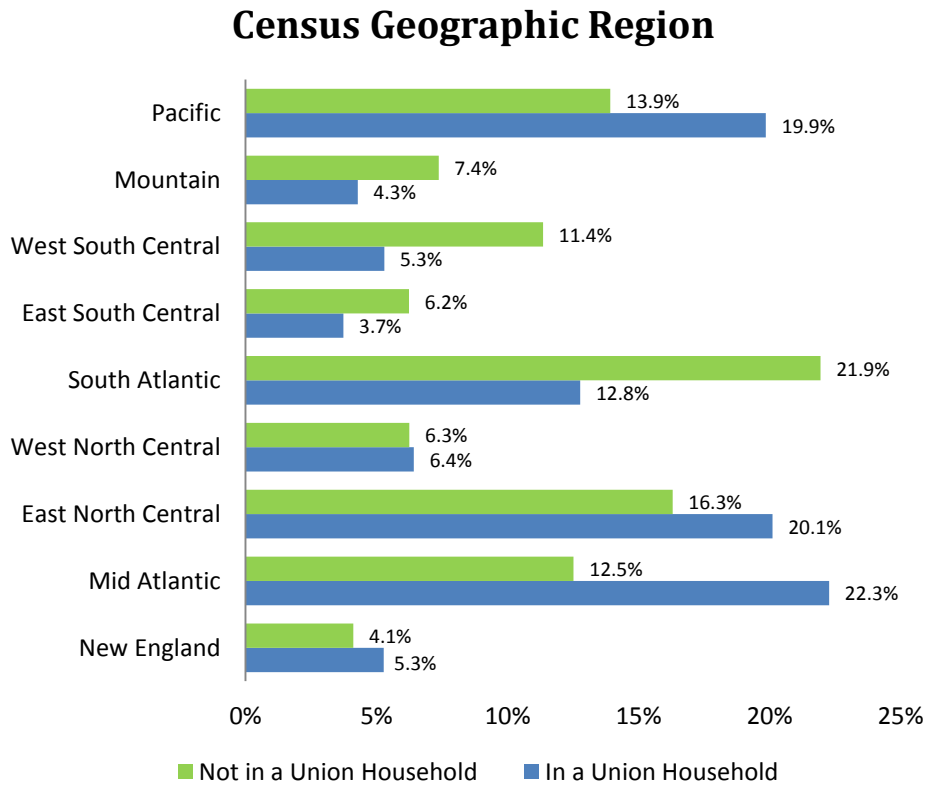 Census Geographic Region
Pacific
13.9%
19.9%
Mountain
7.4%
4.3%
West South Central
11.4%
5.3%
East South Central
6.2%
3.7%
South Atlantic
21.9%
12.8%
West North Central
6.3%
6.4%
East North Central
16.3%
20.1%
Mid Atlantic
12.5%
22.3%
New England
4.1%
5.3%
0% 5% 10% 15% 20% 25%
Not in a Union Household In a Union Household